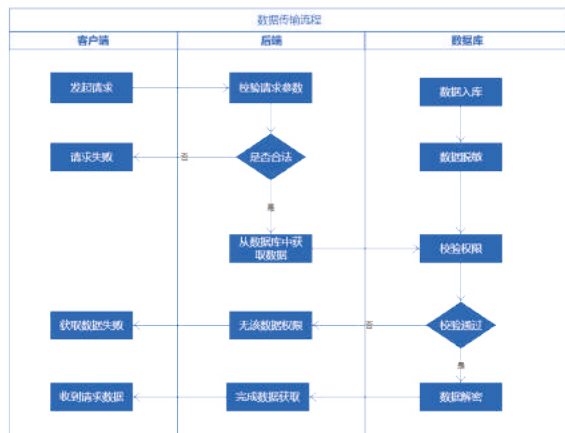 数据传输流程
客户端
后端
数据库
发起请求
校验请求参数
数据入库
请求失败
否
是否合法
数据脱敏
是
从数据库中获
取数据
校验权限
获取数据失败
无该数据权限
否
校验通过
是
收到请求数据
完成数据获取
数据解密